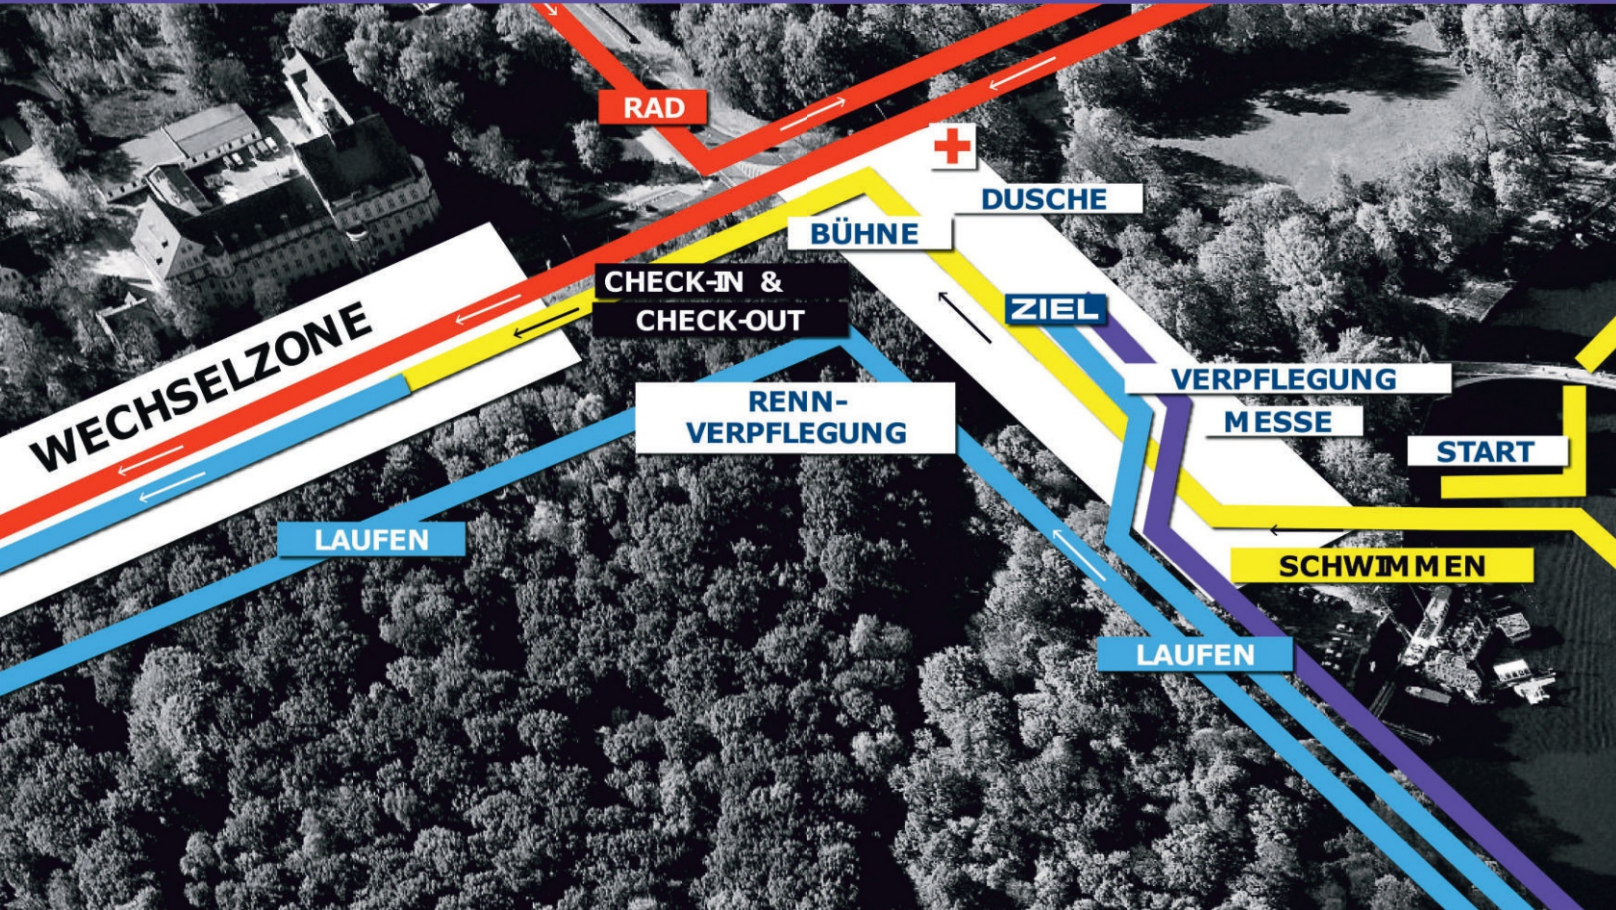 RAD
DUSCHE
BÜHNE
CHECK-IN &
CHECK-OUT
ZIEL
WECHSELZONE
VERPFLEGUNG
RENN-
VERPFLEGUNG
MESSE
START
LAUFEN
SCHWIMMEN
LAUFEN